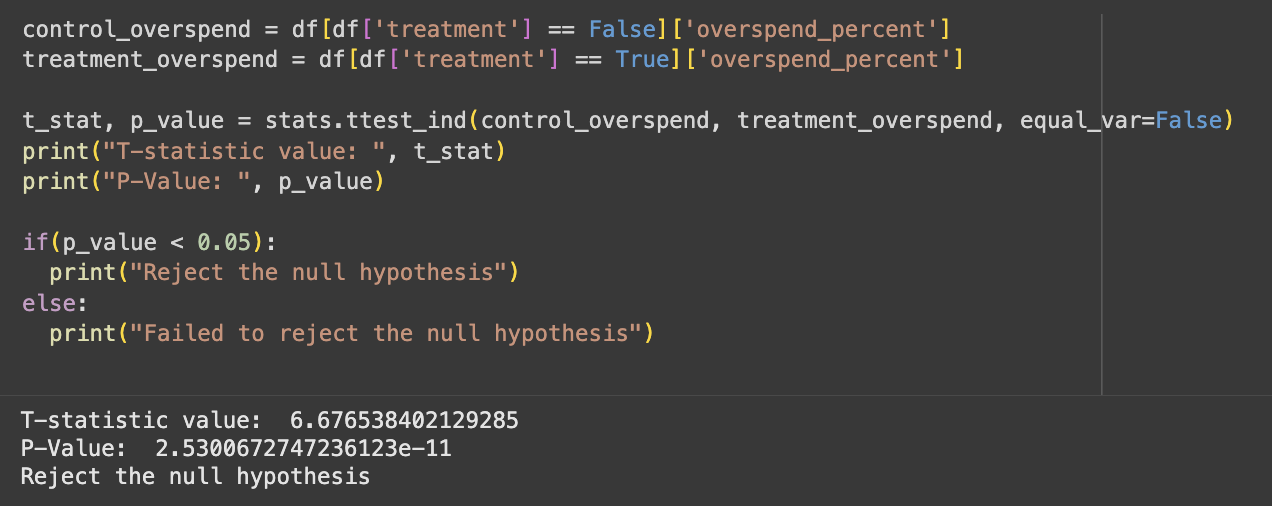 control_overspend = df[df['treatment'] == False]['overspend_percent']
treatment_overspend = df[df['treatment'] == True]['overspend_percent']
t_stat, p_value = stats.ttest_ind(control_overspend, treatment_overspend, equal_var=False)
print("T-statistic value: ", t_stat)
print("P-Value: ", p_value)
if(p_value < 0.05):
  print("Reject the null hypothesis")
else:
  print("Failed to reject the null hypothesis")
T-statistic value:  6.676538402129285
P-Value:  2.5300672747236123e-11
Reject the null hypothesis